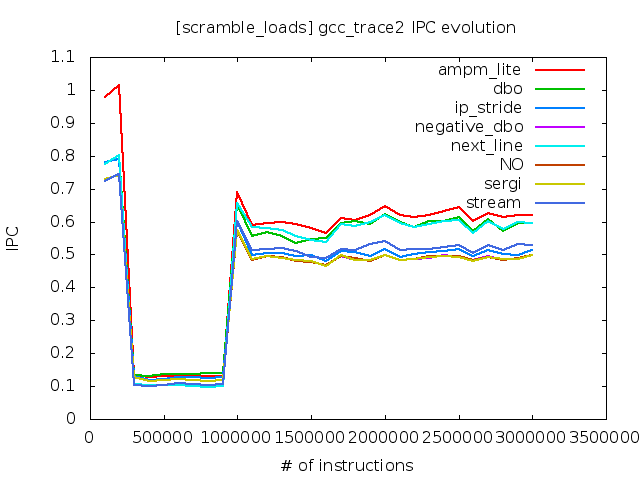 [scramble_loads] gcc_trace2 IPC evolution
1.1
1
0.9
0.8
0.7
0.6
0.5
0.4
0.3
0.2
0.1
0
IPC
ampm_lite
dbo
ip_stride
negative_dbo
next_line
NO
sergi
stream
0 500000 1000000 1500000 2000000 2500000 3000000 3500000
# of instructions